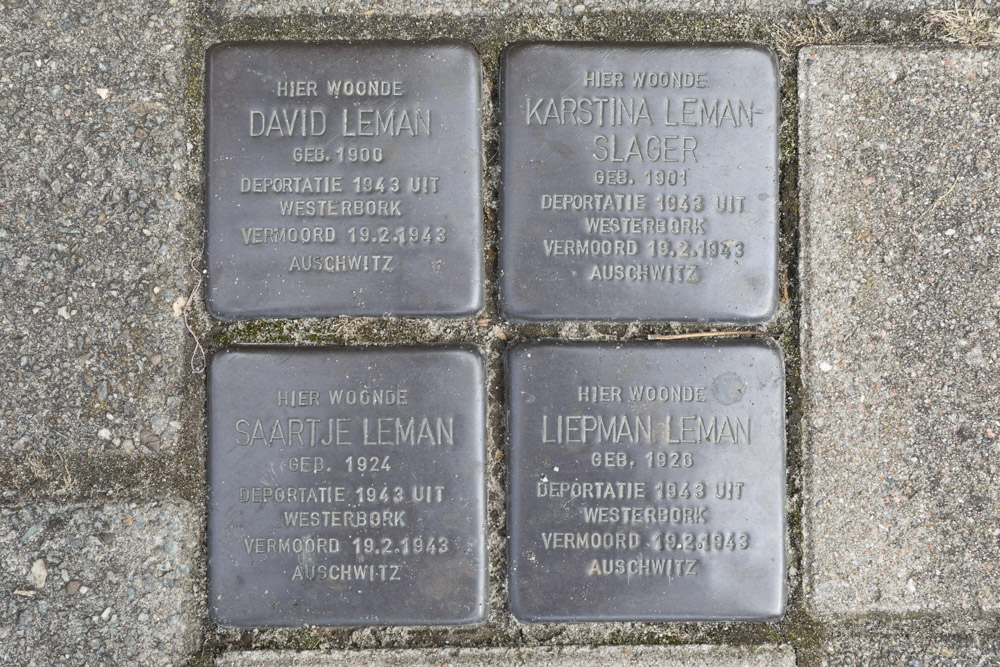 HIER WOONDE
DAVID LEMAN
GEB. 1900
DEPORTATIE 1943 UIT
WESTERBORK
VERMOORD 19.2.1943
AUSCHWITZ
HIER WOONDE
KARSTINA LEMAN-
SLAGER
GEB. 1901
DEPORTATIE 1943 UIT
WESTERBORK
VERMOORD 19.2.1943
AUSCHWITZ
HIER WOONDE
SAARTJE LEMAN
GEB. 1924
DEPORTATIE 1943 UIT
WESTERBORK
VERMOORD 19.2.1943
AUSCHWITZ
HIER WOONDE
LIEPMAN LEMAN
GEB. 1926
DEPORTATIE 1943 UIT
WESTERBORK
VERMOORD 19.2.1943
AUSCHWITZ